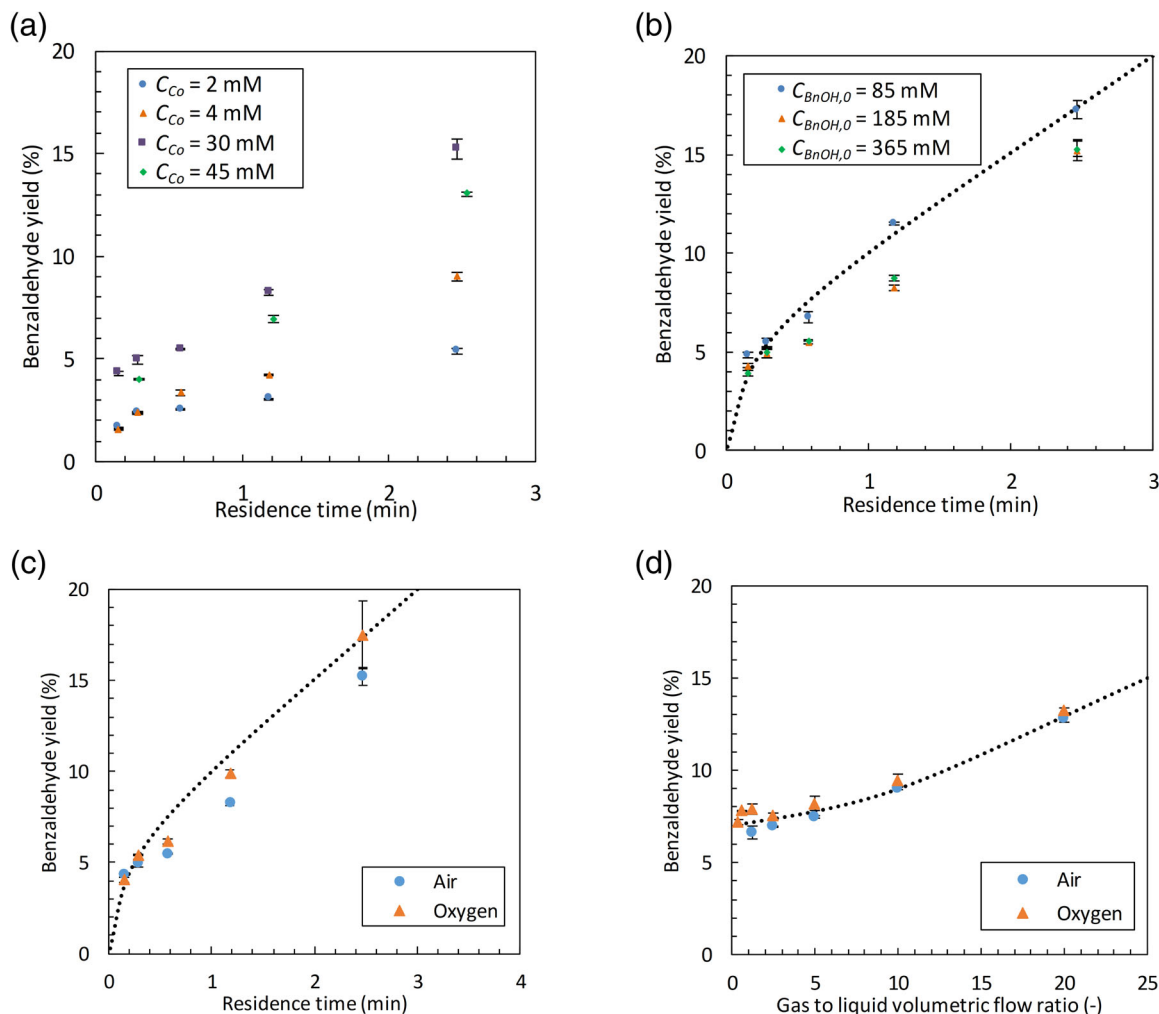 (a)
20
15
10
5
0
Benzaldehyde yield (%)
C_Co = 2 mM
C_Co = 4 mM
C_Co = 30 mM
C_Co = 45 mM
0 1 2 3
Residence time (min)
(b)
20
15
10
5
0
Benzaldehyde yield (%)
C_BnOH,0 = 85 mM
C_BnOH,0 = 185 mM
C_BnOH,0 = 365 mM
0 1 2 3
Residence time (min)
(c)
20
15
10
5
0
Benzaldehyde yield (%)
Air
Oxygen
0 1 2 3 4
Residence time (min)
(d)
20
15
10
5
0
Benzaldehyde yield (%)
Air
Oxygen
0 5 10 15 20 25
Gas to liquid volumetric flow ratio (-)